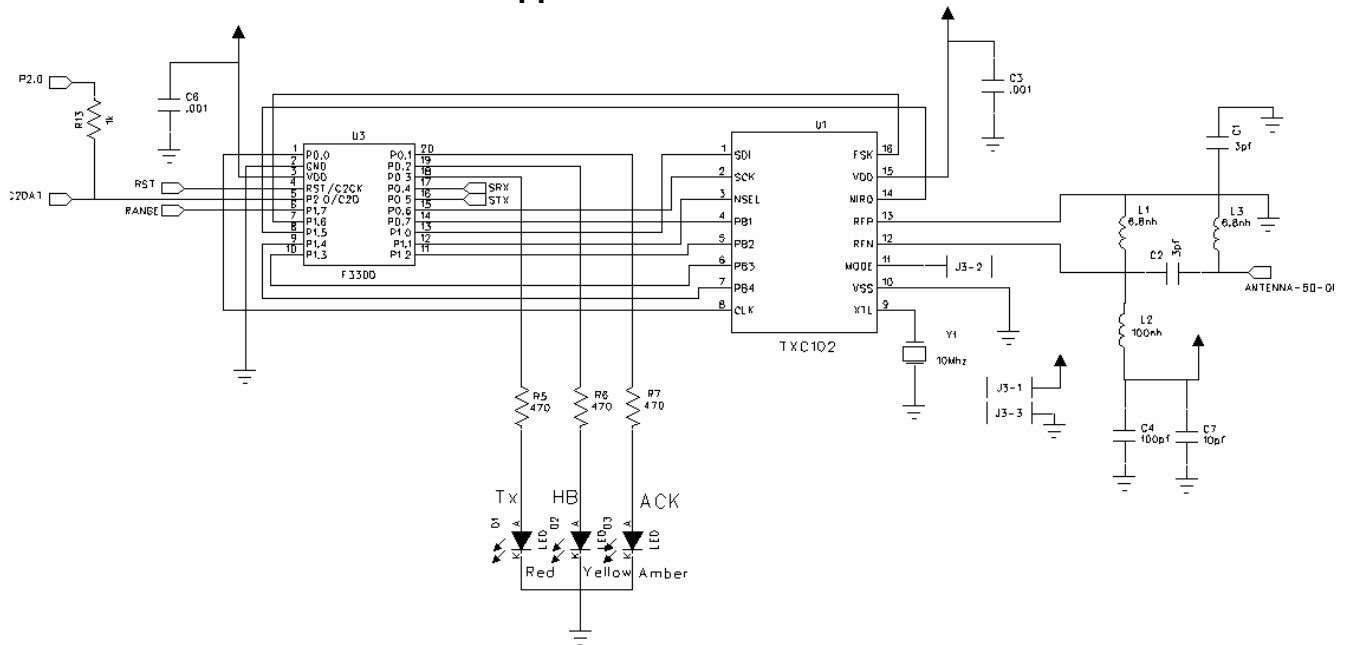 P2.0
R13
1k
C6
.001
C3
.001
C1
3pf
U3
U1
1 P0.0
2 GND
3 VDD
4 RST/C2CK
5 P2.0/C2D
6 P1.7
7 P1.6
8 P1.5
9 P1.4
10 P1.3
P0.1 20
P0.2 19
P0.3 18
P0.4 17
P0.5 16
P0.6 15
P0.7 14
P1.0 13
P1.1 12
P1.2 11
F330D
RST
C2DAT
RANGE
SRX
STX
1 SDI
2 SCK
3 NSEL
4 PB1
5 PB2
6 PB3
7 PB4
8 CLK
FSK 16
VDD 15
NIRQ 14
RFP 13
RFN 12
MODE 11
VSS 10
XTL 9
TXC102
J3-2
L1
6.8nh
L3
6.8nh
C2
3pf
ANTENNA-50-O
L2
100nh
Y1
10Mhz
J3-1
J3-3
C4
100pf
C7
10pf
R5
470
R6
470
R7
470
Tx
HB
ACK
D1
A
K
LED
D2
A
K
LED
D3
A
K
LED
Red
Yellow
Amber